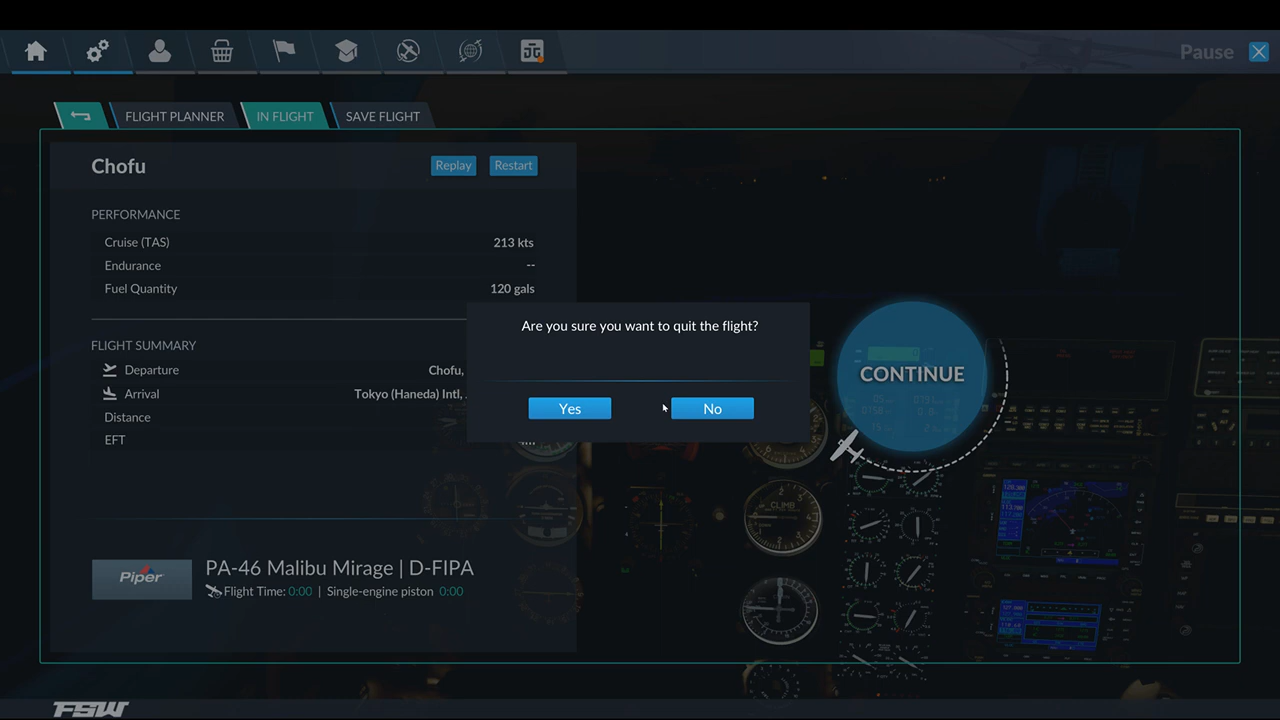 Pause
FLIGHT PLANNER
IN FLIGHT
SAVE FLIGHT
Chofu
Replay
Restart
PERFORMANCE
Cruise (TAS) 213 kts
Endurance --
Fuel Quantity 120 gals
Are you sure you want to quit the flight?
Yes
No
CONTINUE
FLIGHT SUMMARY
Departure Chofu,
Arrival Tokyo (Haneda) Intl,
Distance
EFT
CLIMB
Piper
PA-46 Malibu Mirage | D-FIPA
Flight Time: 0:00 | Single-engine piston 0:00
FSW